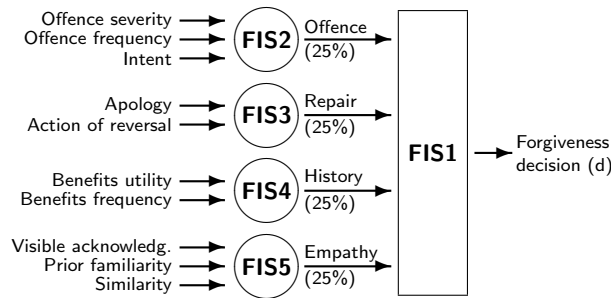 Offence severity
Offence frequency
Intent
FIS2
Offence
(25%)
Apology
Action of reversal
FIS3
Repair
(25%)
Benefits utility
Benefits frequency
FIS4
History
(25%)
Visible acknowledg.
Prior familiarity
Similarity
FIS5
Empathy
(25%)
FIS1
Forgiveness
decision (d)